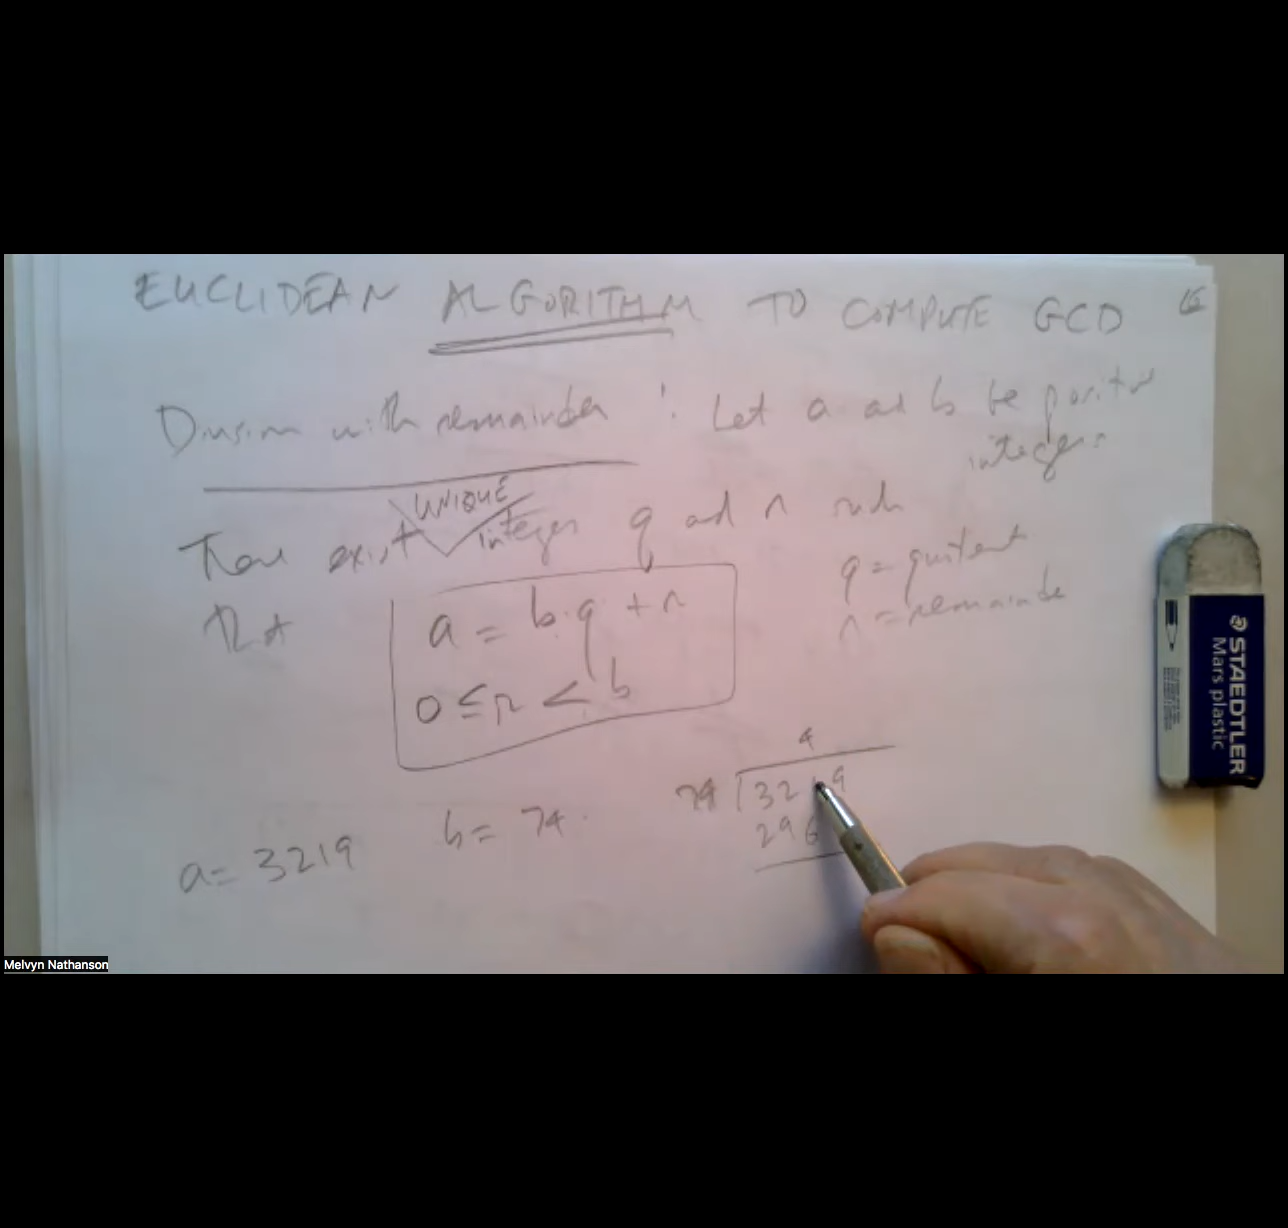 EUCLIDEAN ALGORITHM TO COMPUTE GCD
Division with remainder : Let a and b be positive
integers
UNIQUE
There exist integers q and r such
that
a = b·q + r
0 ≤ r < b
q = quotient
r = remainder
a = 3219
b = 74.
4
74 3219
296
STAEDTLER
Mars plastic
Melvyn Nathanson